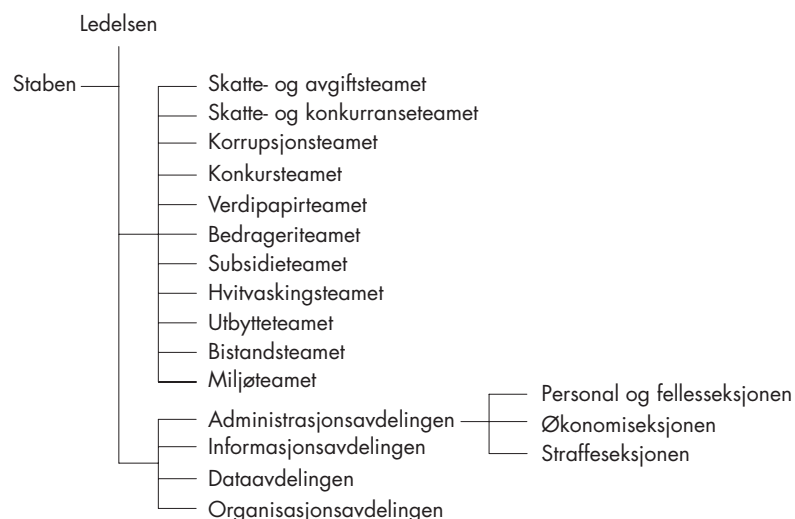 Ledelsen
Staben
Skatte- og avgiftsteamet
Skatte- og konkurranseteamet
Korrupsjonsteamet
Konkursteamet
Verdipapirteamet
Bedrageriteamet
Subsidieteamet
Hvitvaskingsteamet
Utbytteteamet
Bistandsteamet
Miljøteamet
Administrasjonsavdelingen
Informasjonsavdelingen
Dataavdelingen
Organisasjonsavdelingen
Personal og fellesseksjonen
Økonomiseksjonen
Straffeseksjonen